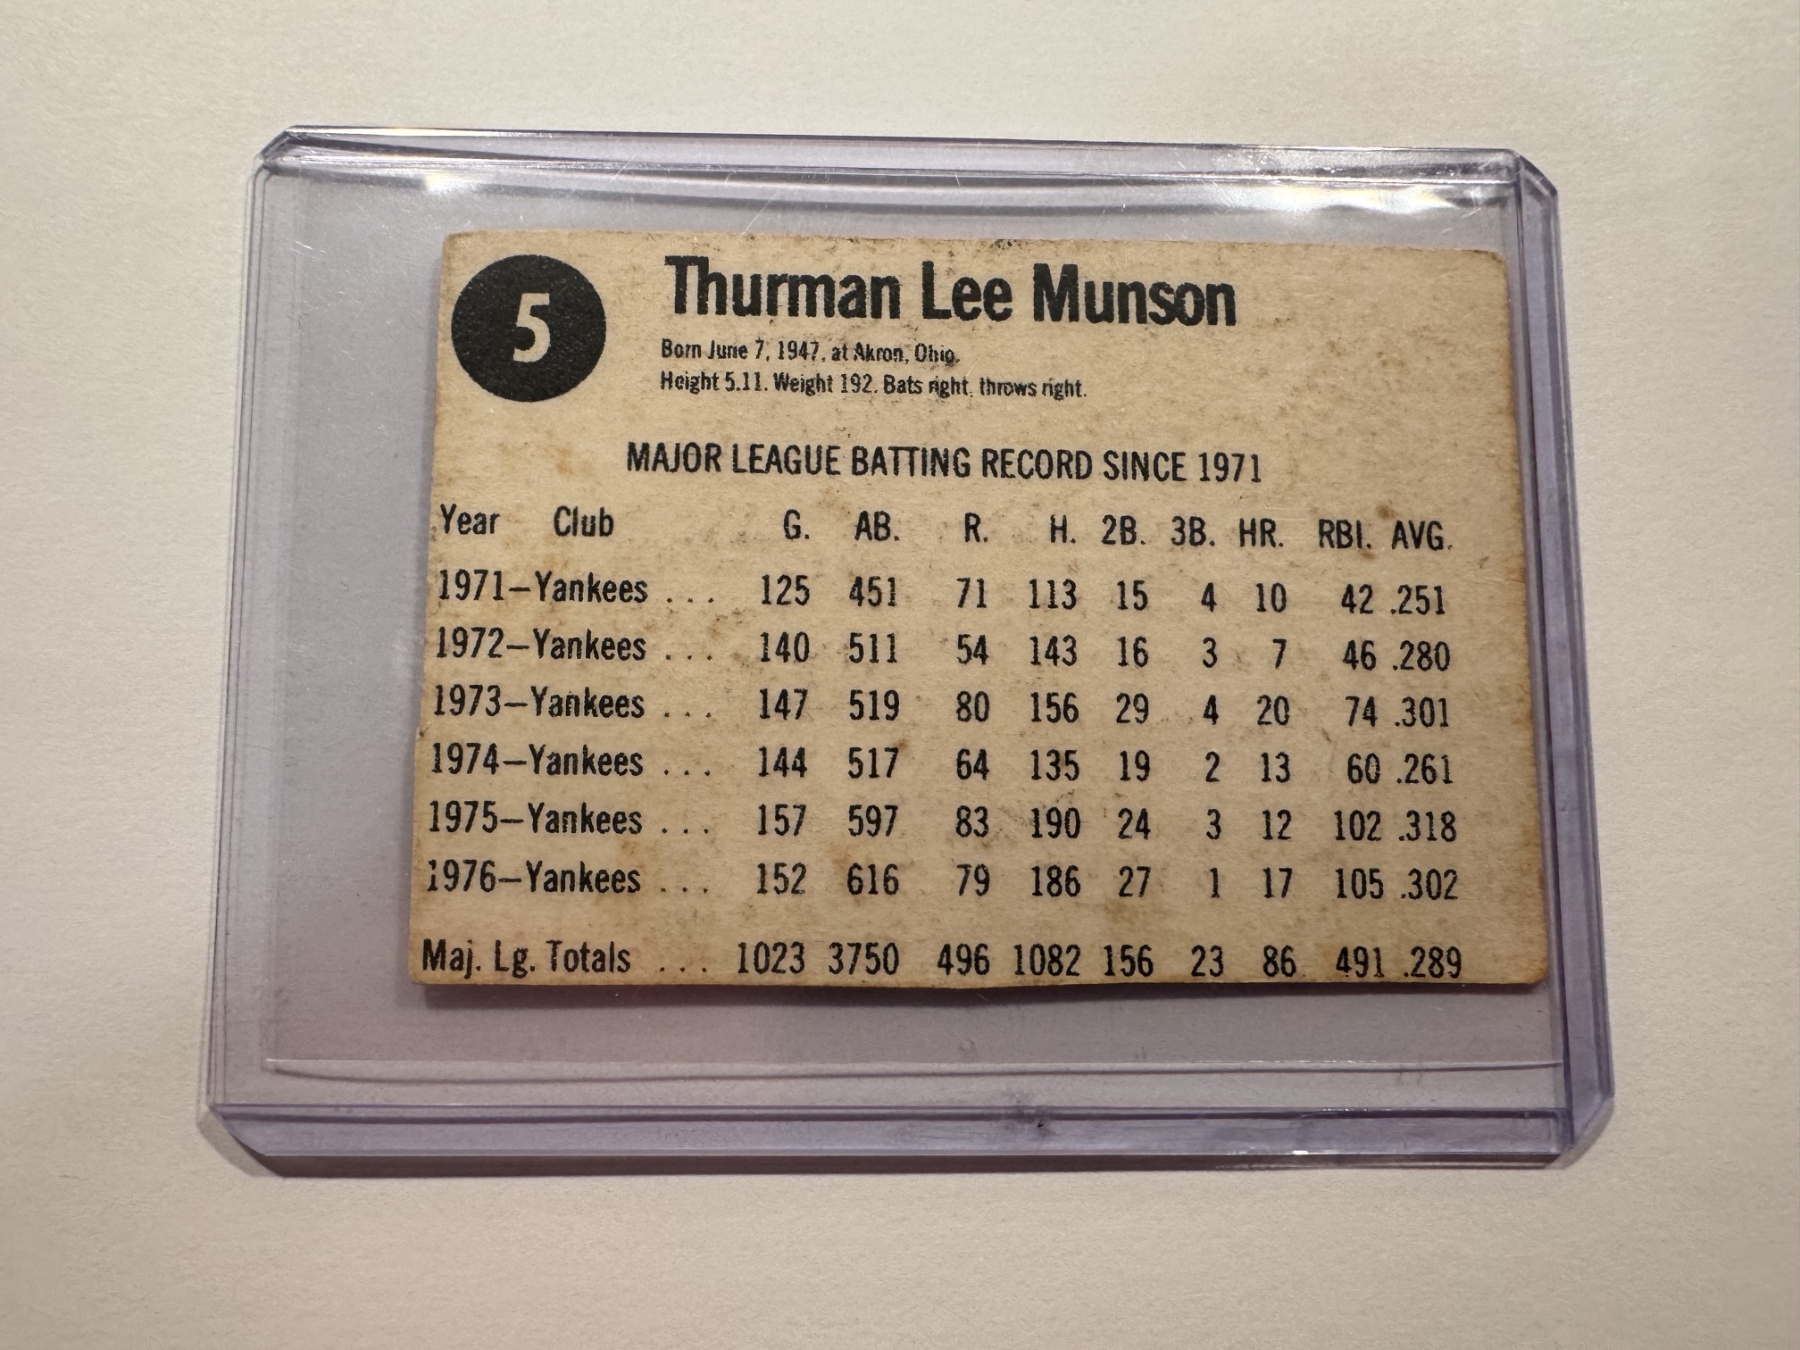 5
Thurman Lee Munson
Born June 7, 1947, at Akron, Ohio.
Height 5.11. Weight 192. Bats right, throws right.
MAJOR LEAGUE BATTING RECORD SINCE 1971
Year Club G. AB. R. H. 2B. 3B. HR. RBI. AVG.
1971—Yankees ... 125 451 71 113 15 4 10 42 .251
1972—Yankees ... 140 511 54 143 16 3 7 46 .280
1973—Yankees ... 147 519 80 156 29 4 20 74 .301
1974—Yankees ... 144 517 64 135 19 2 13 60 .261
1975—Yankees ... 157 597 83 190 24 3 12 102 .318
1976—Yankees ... 152 616 79 186 27 1 17 105 .302
Maj. Lg. Totals ... 1023 3750 496 1082 156 23 86 491 .289